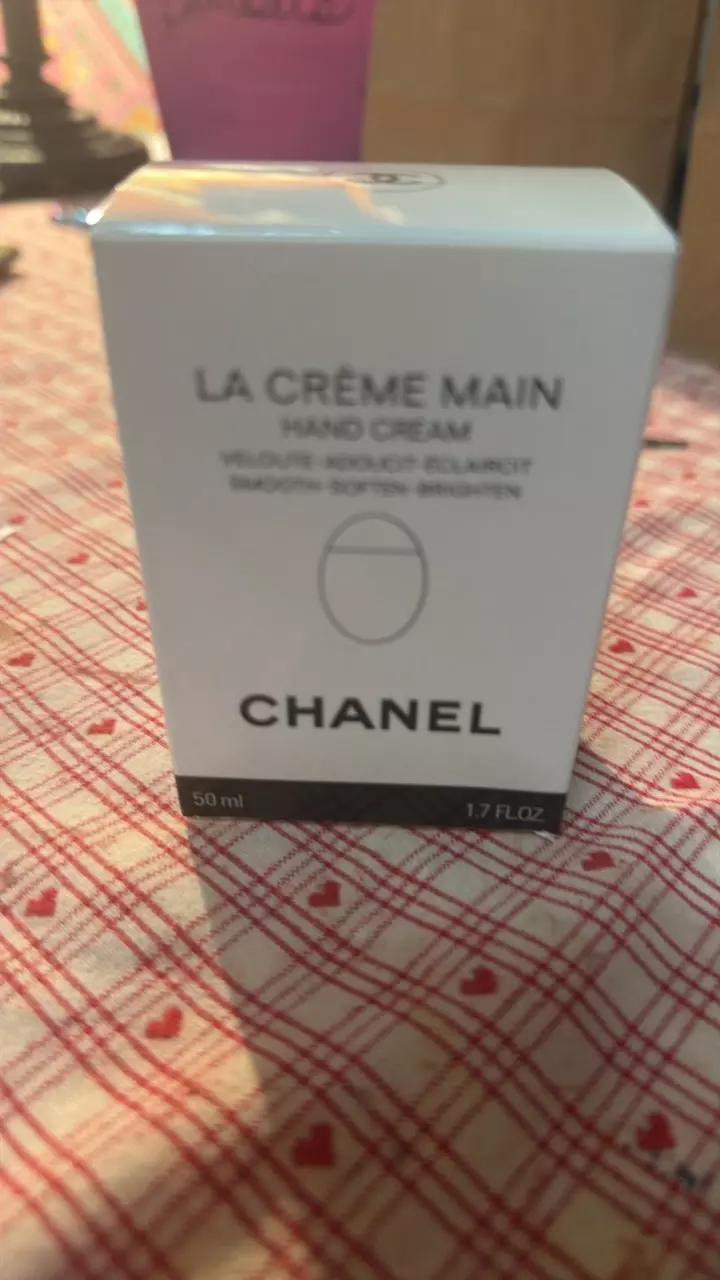 LA CRÈME MAIN
HAND CREAM
VELOUTE-ADOUCIT-ÉCLAIRCIT
SMOOTH-SOFTEN-BRIGHTEN
CHANEL
50 ml
1.7 FL.OZ.